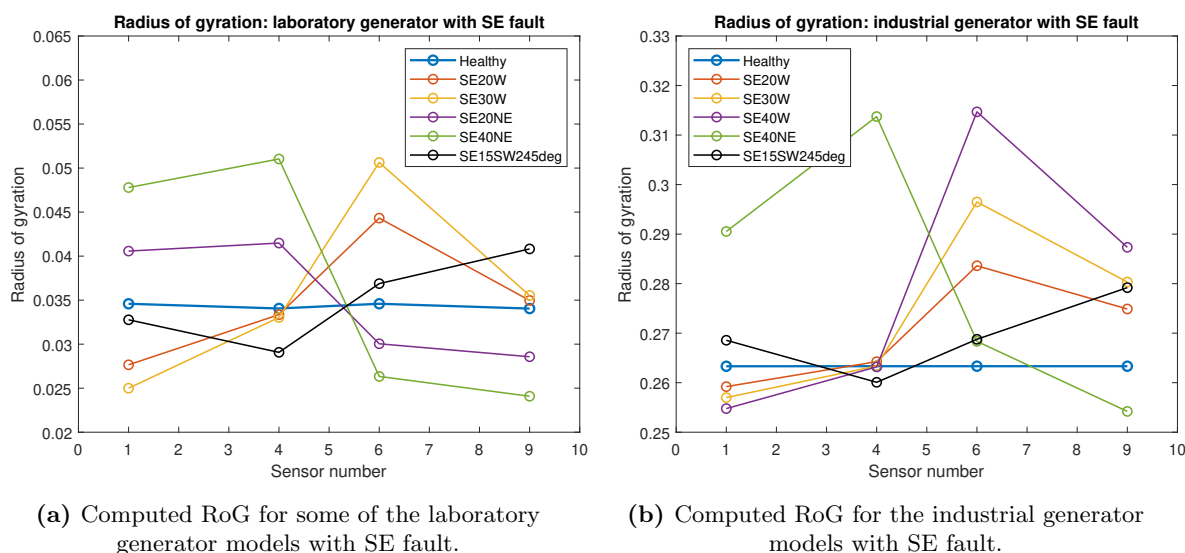 Radius of gyration: laboratory generator with SE fault
0.065
0.06
0.055
0.05
0.045
0.04
0.035
0.03
0.025
0.02
Radius of gyration
0 1 2 3 4 5 6 7 8 9 10
Sensor number
Healthy
SE20W
SE30W
SE20NE
SE40NE
SE15SW245deg
(a) Computed RoG for some of the laboratory
generator models with SE fault.
Radius of gyration: industrial generator with SE fault
0.33
0.32
0.31
0.3
0.29
0.28
0.27
0.26
0.25
Radius of gyration
0 1 2 3 4 5 6 7 8 9 10
Sensor number
Healthy
SE20W
SE30W
SE40W
SE40NE
SE15SW245deg
(b) Computed RoG for the industrial generator
models with SE fault.